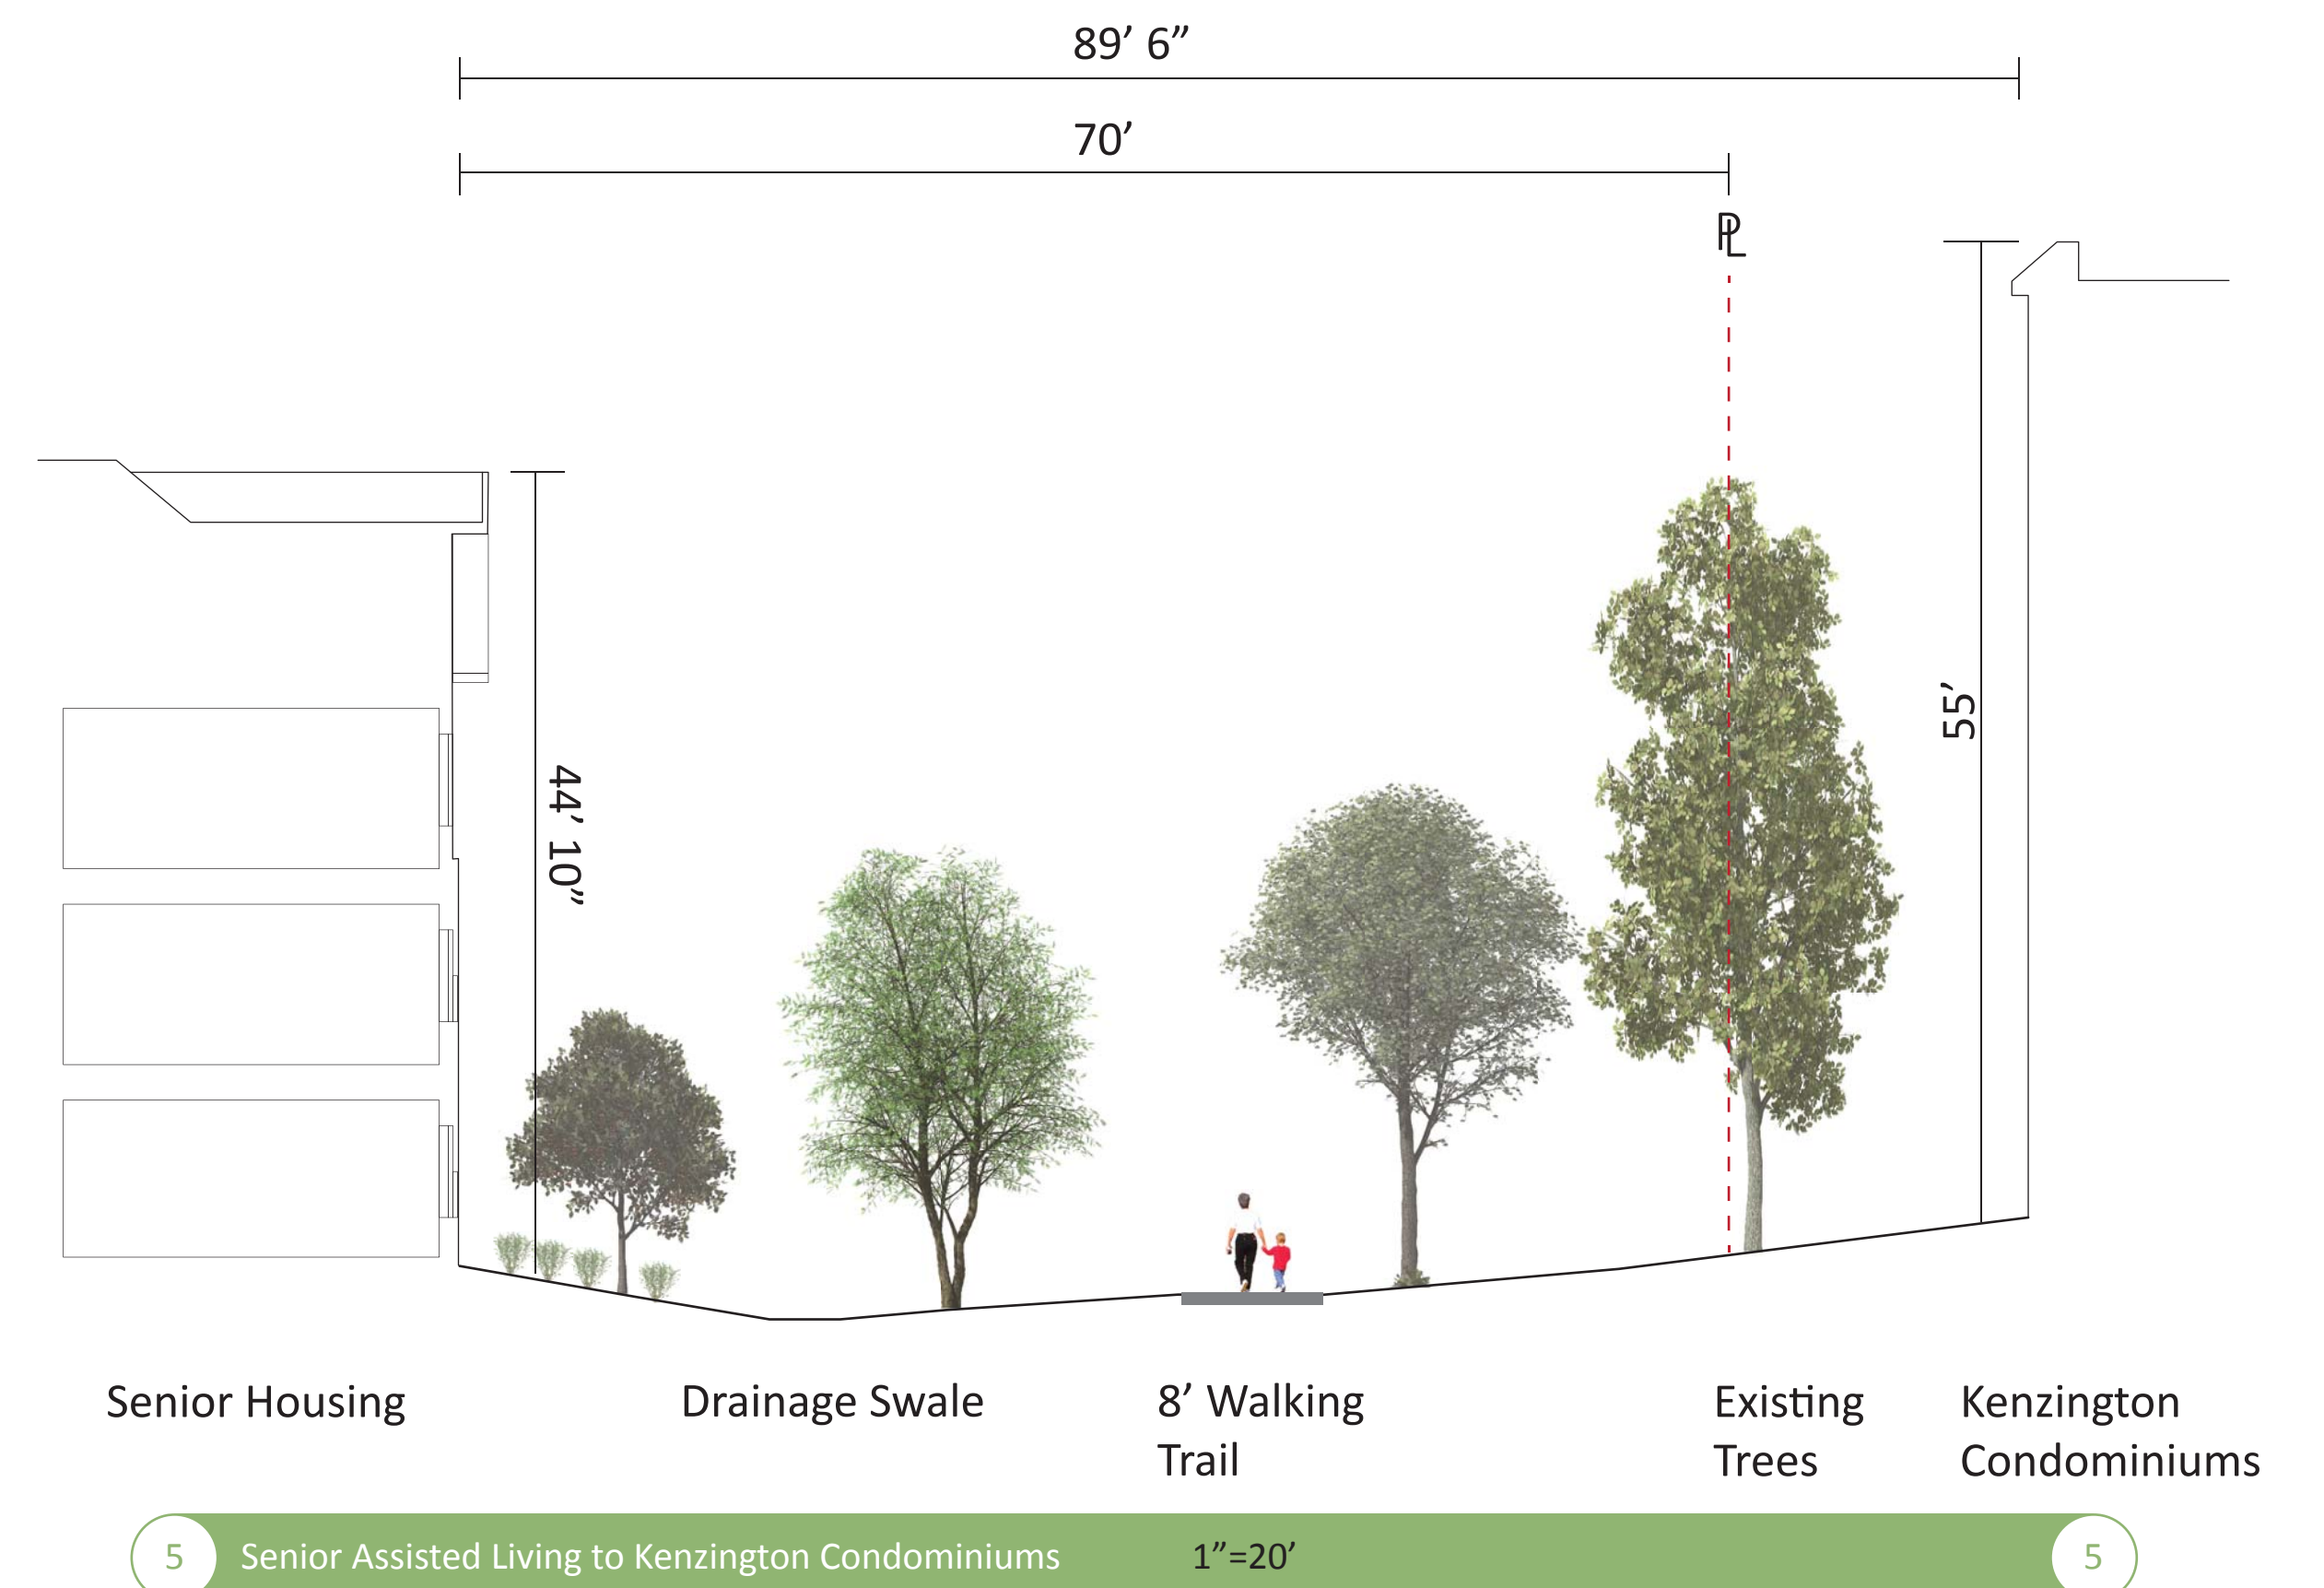 89’ 6”
70’
PL
55’
44’ 10”
Senior Housing
Drainage Swale
8’ Walking
Trail
Existing
Trees
Kenzington
Condominiums
5
Senior Assisted Living to Kenzington Condominiums
1”=20’
5